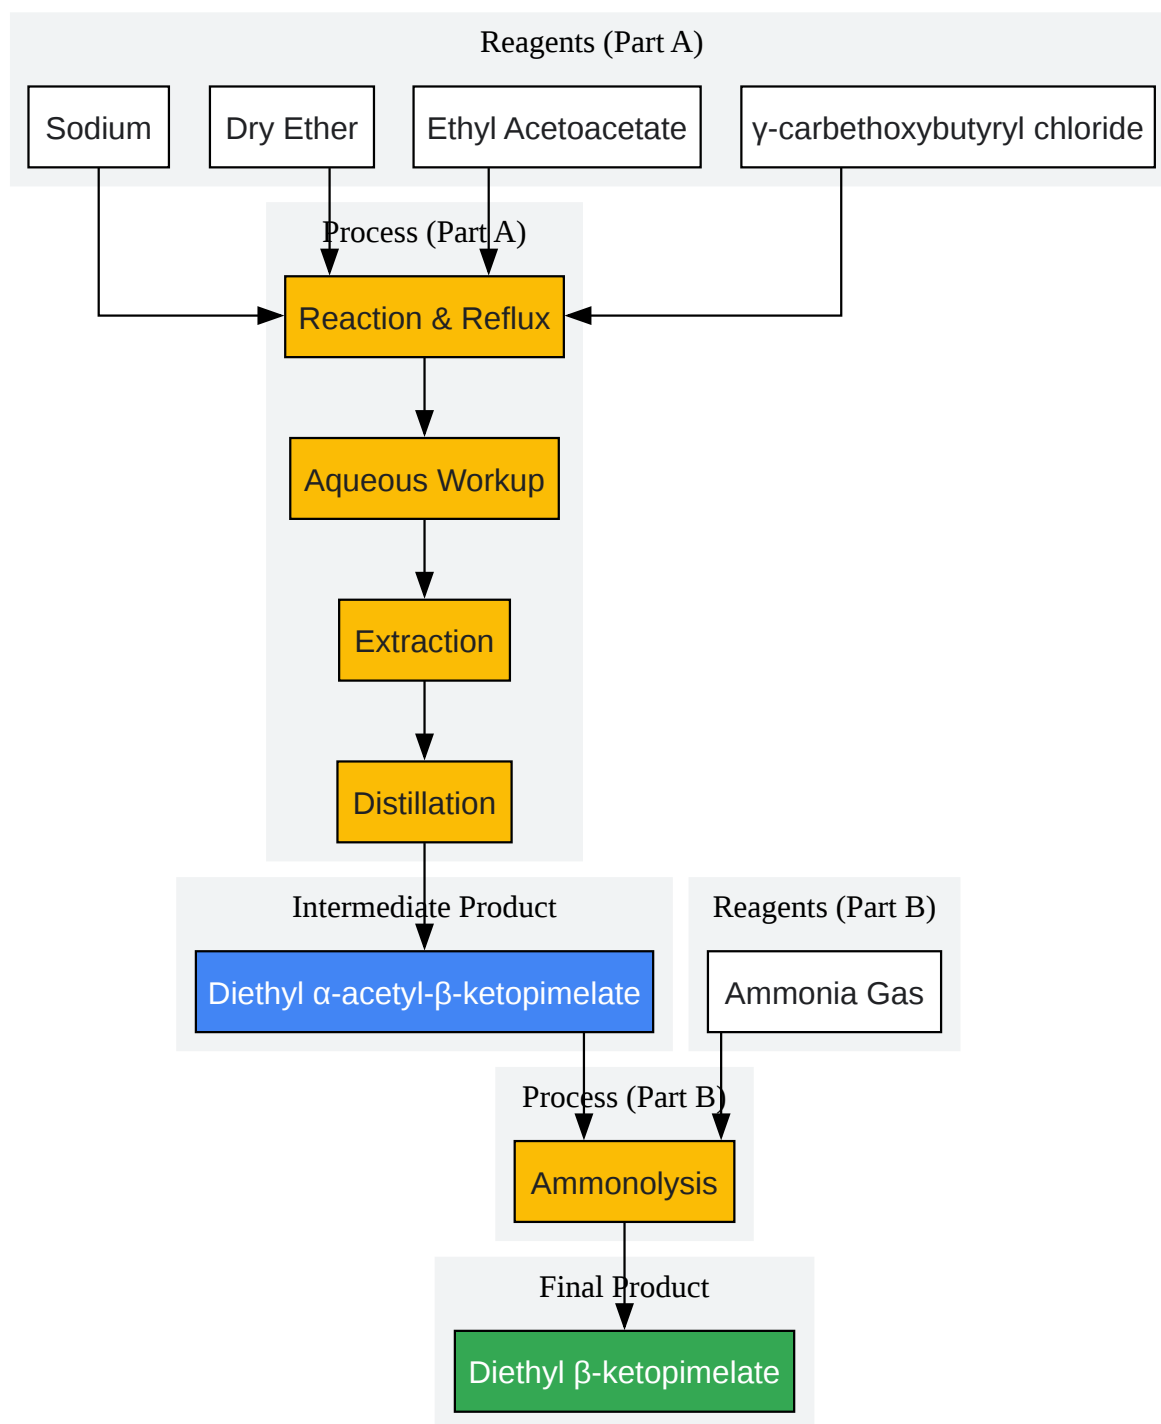 Reagents (Part A)
Sodium
Dry Ether
Ethyl Acetoacetate
γ-carbethoxybutyryl chloride
Process (Part A)
Reaction & Reflux
Aqueous Workup
Extraction
Distillation
Intermediate Product
Reagents (Part B)
Diethyl α-acetyl-β-ketopimelate
Ammonia Gas
Process (Part B)
Ammonolysis
Final Product
Diethyl β-ketopimelate